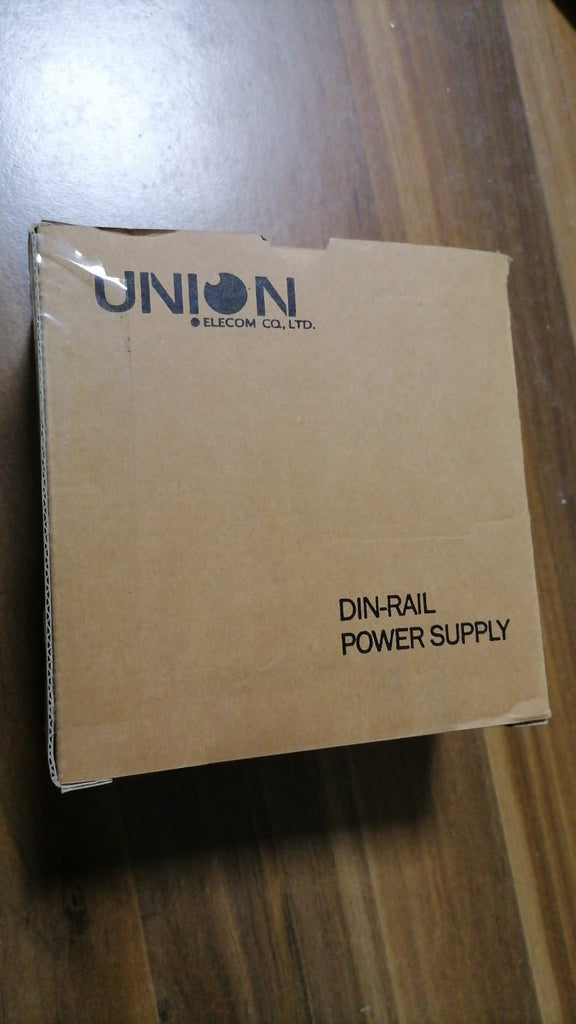 UNION
ELECOM CO., LTD.
DIN-RAIL
POWER SUPPLY